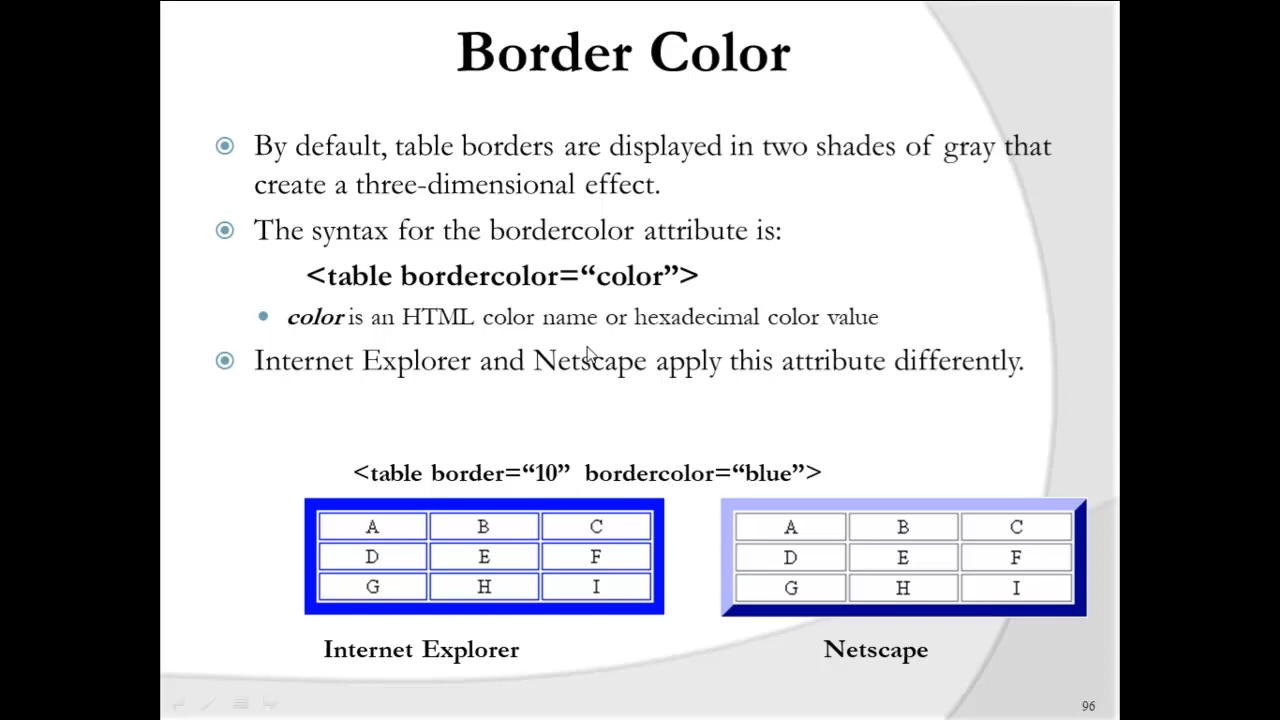 Border Color
By default, table borders are displayed in two shades of gray that
create a three-dimensional effect.
The syntax for the bordercolor attribute is:
<table bordercolor=“color”>
color is an HTML color name or hexadecimal color value
Internet Explorer and Netscape apply this attribute differently.
<table border=“10” bordercolor=“blue”>
A B C
D E F
G H I
A B C
D E F
G H I
Internet Explorer
Netscape
96